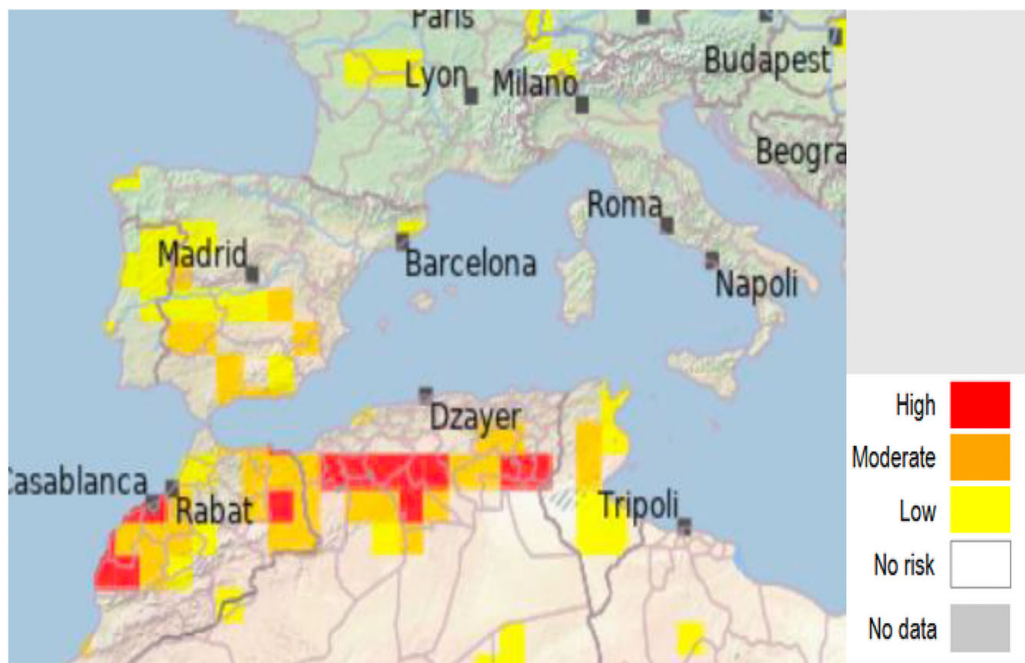 Paris
Lyon
Milano
Budapest
Beogra
Roma
Madrid
Barcelona
Napoli
Dzayer
Casablanca
Rabat
Tripoli
High
Moderate
Low
No risk
No data